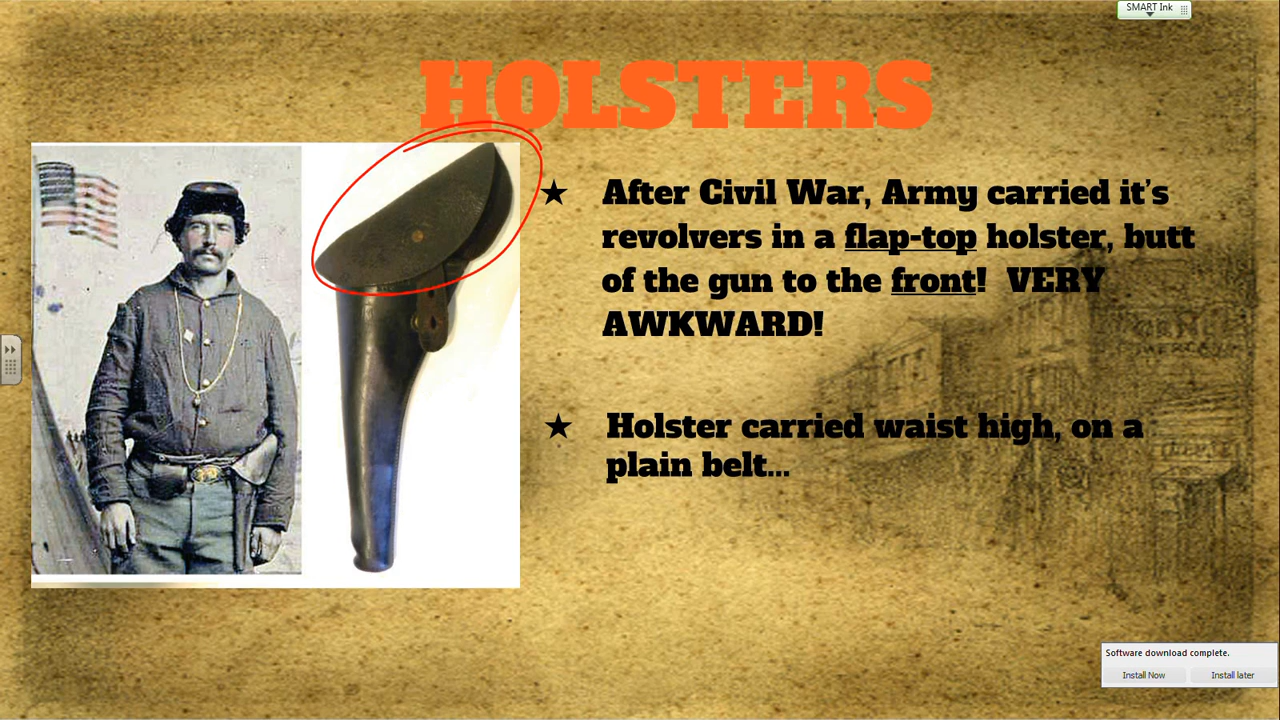 SMART Ink
HOLSTERS
★ After Civil War, Army carried it's
revolvers in a flap-top holster, butt
of the gun to the front! VERY
AWKWARD!
★ Holster carried waist high, on a
plain belt...
Software download complete.
Install Now Install later